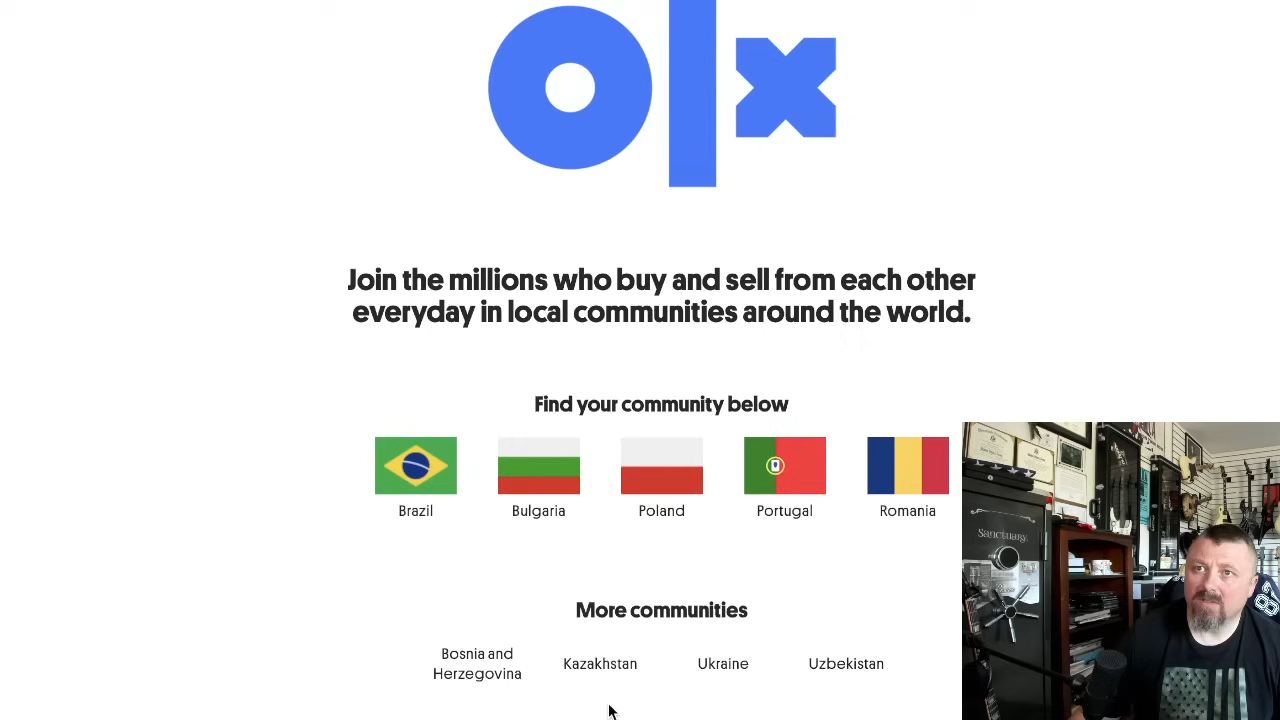 olx
Join the millions who buy and sell from each other
everyday in local communities around the world.
Find your community below
Brazil
Bulgaria
Poland
Portugal
Romania
More communities
Bosnia and
Herzegovina
Kazakhstan
Ukraine
Uzbekistan
Sanctuary